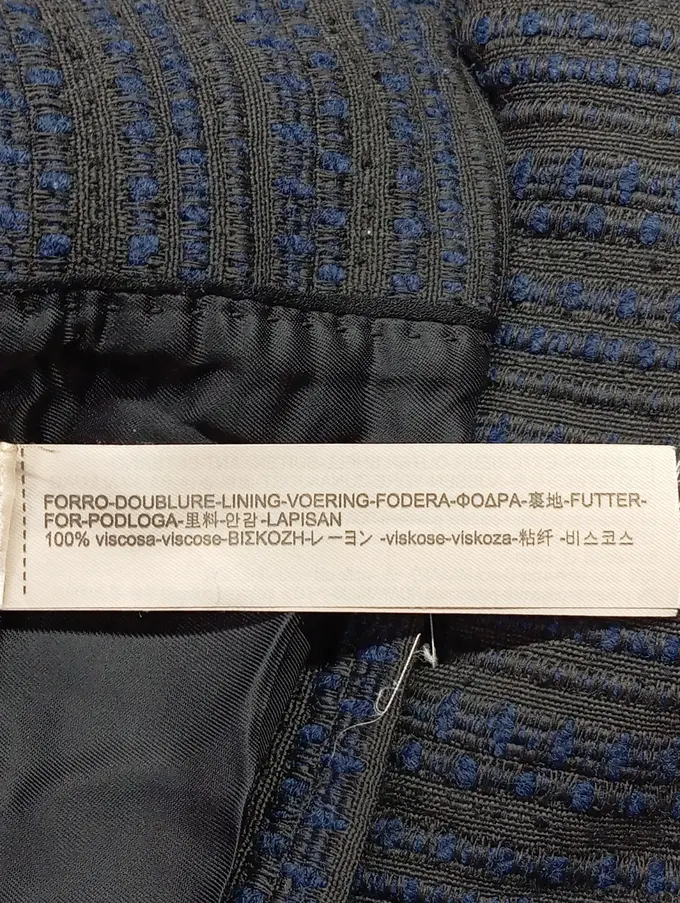 FORRO-DOUBLURE-LINING-VOERING-FODERA-ΦΟΔΡΑ-裏地-FUTTER-
FOR-PODLOGA-里料-안감-LAPISAN
100% viscosa-viscose-ΒΙΣΚΟΖΗ-レーヨン -viskose-viskoza-粘纤 -비스코스